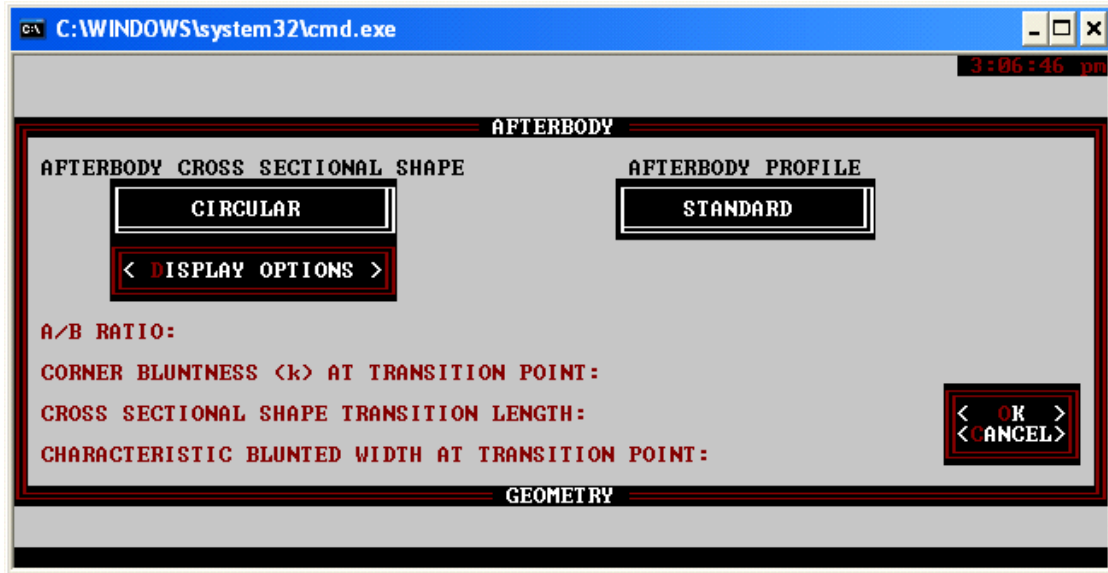 C:\WINDOWS\system32\cmd.exe
3:06:46 pm
AFTERBODY
AFTERBODY CROSS SECTIONAL SHAPE AFTERBODY PROFILE
CIRCULAR STANDARD
< DISPLAY OPTIONS >
A/B RATIO:
CORNER BLUNTNESS (k) AT TRANSITION POINT:
CROSS SECTIONAL SHAPE TRANSITION LENGTH:
< OK >
<CANCEL>
CHARACTERISTIC BLUNTED WIDTH AT TRANSITION POINT:
GEOMETRY